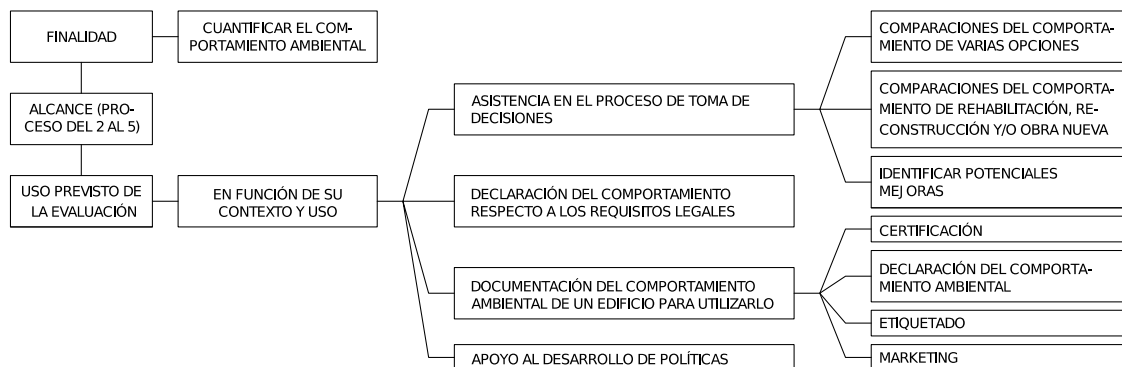 FINALIDAD
CUANTIFICAR EL COM-
PORTAMIENTO AMBIENTAL
ALCANCE (PRO-
CESO DEL 2 AL 5)
USO PREVISTO DE
LA EVALUACIÓN
EN FUNCIÓN DE SU
CONTEXTO Y USO
ASISTENCIA EN EL PROCESO DE TOMA DE
DECISIONES
COMPARACIONES DEL COMPORTA-
MIENTO DE VARIAS OPCIONES
COMPARACIONES DEL COMPORTA-
MIENTO DE REHABILITACIÓN, RE-
CONSTRUCCIÓN Y/O OBRA NUEVA
IDENTIFICAR POTENCIALES
MEJORAS
DECLARACIÓN DEL COMPORTAMIENTO
RESPECTO A LOS REQUISITOS LEGALES
DOCUMENTACIÓN DEL COMPORTAMIENTO
AMBIENTAL DE UN EDIFICIO PARA UTILIZARLO
CERTIFICACIÓN
DECLARACIÓN DEL COMPORTA-
MIENTO AMBIENTAL
ETIQUETADO
MARKETING
APOYO AL DESARROLLO DE POLÍTICAS